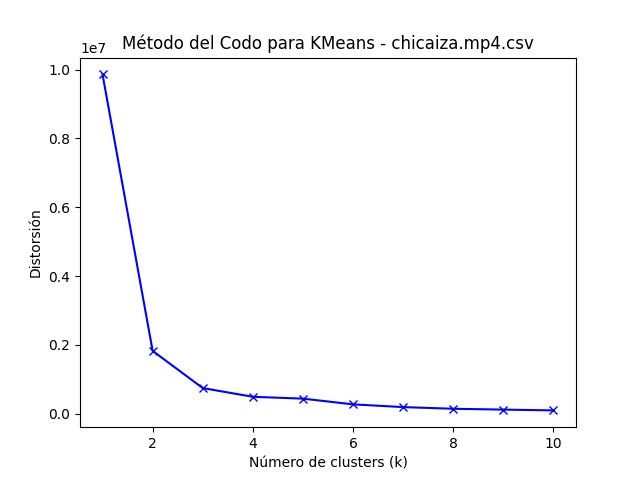 Método del Codo para KMeans - chicaiza.mp4.csv
1e7
1.0
0.8
0.6
0.4
0.2
0.0
Distorsión
2 4 6 8 10
Número de clusters (k)